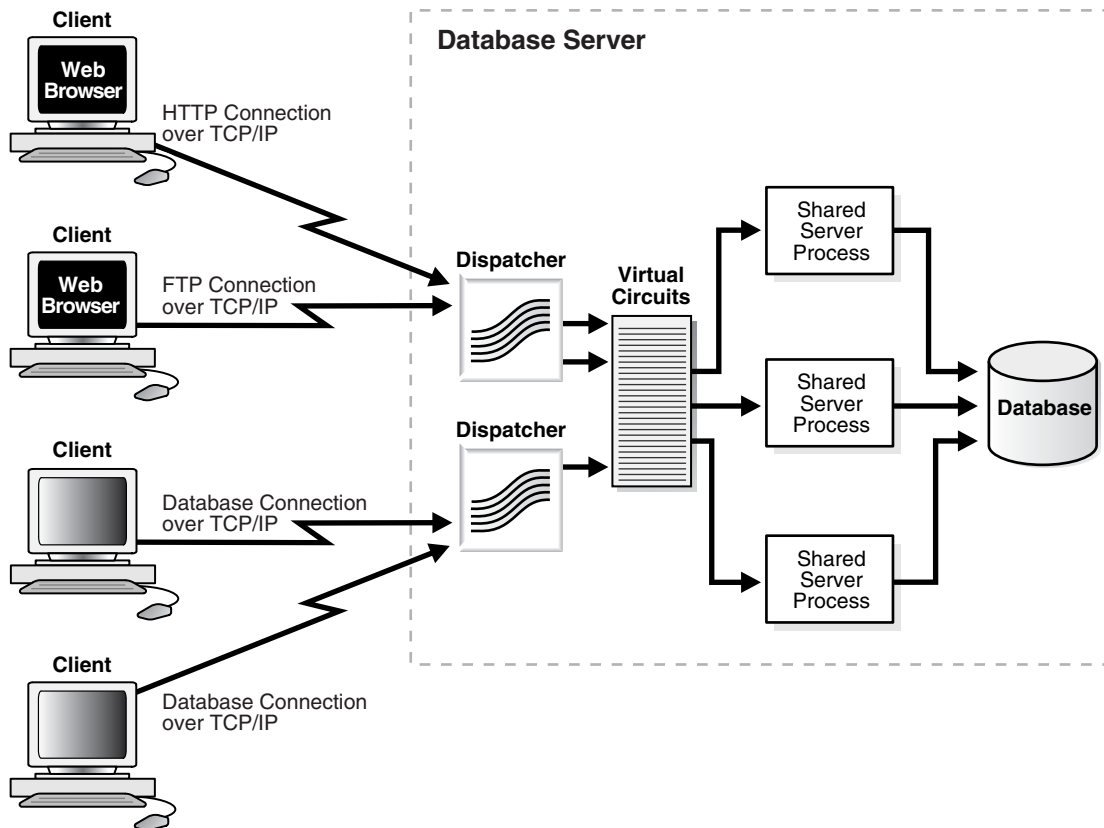 Client
Database Server
Web
Browser
HTTP Connection
over TCP/IP
Client
Web
Browser
FTP Connection
over TCP/IP
Dispatcher
Virtual
Circuits
Shared
Server
Process
Shared
Server
Process
Database
Dispatcher
Client
Database Connection
over TCP/IP
Shared
Server
Process
Client
Database Connection
over TCP/IP